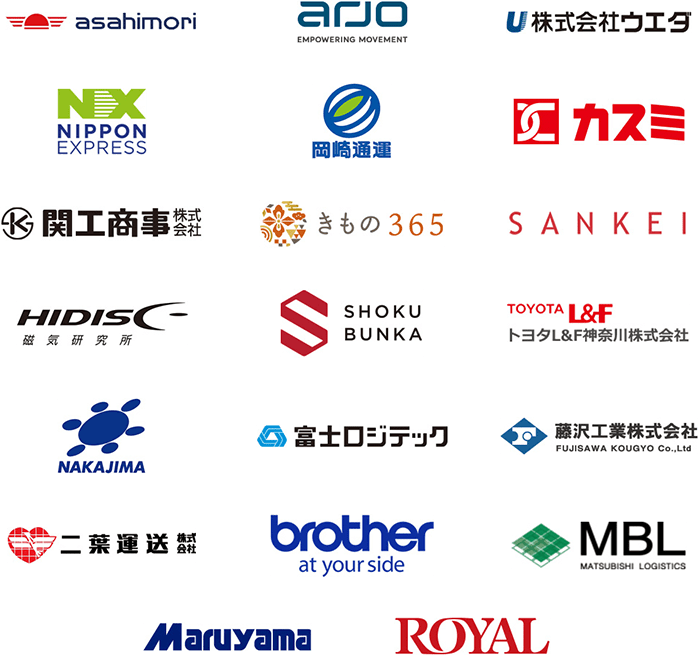 asahimori
arjo
EMPOWERING MOVEMENT
U 株式会社ウエダ
NX
NIPPON
EXPRESS
岡崎通運
カスミ
K 関工商事 株式
会社
きもの365
SANKEI
HIDISC
磁気研究所
SHOKU
BUNKA
TOYOTA L&F
トヨタL&F神奈川株式会社
NAKAJIMA
富士ロジテック
藤沢工業株式会社
FUJISAWA KOUGYO Co.,Ltd
二葉運送 株式
会社
brother
at your side
MBL
MATSUBISHI LOGISTICS
Maruyama
ROYAL